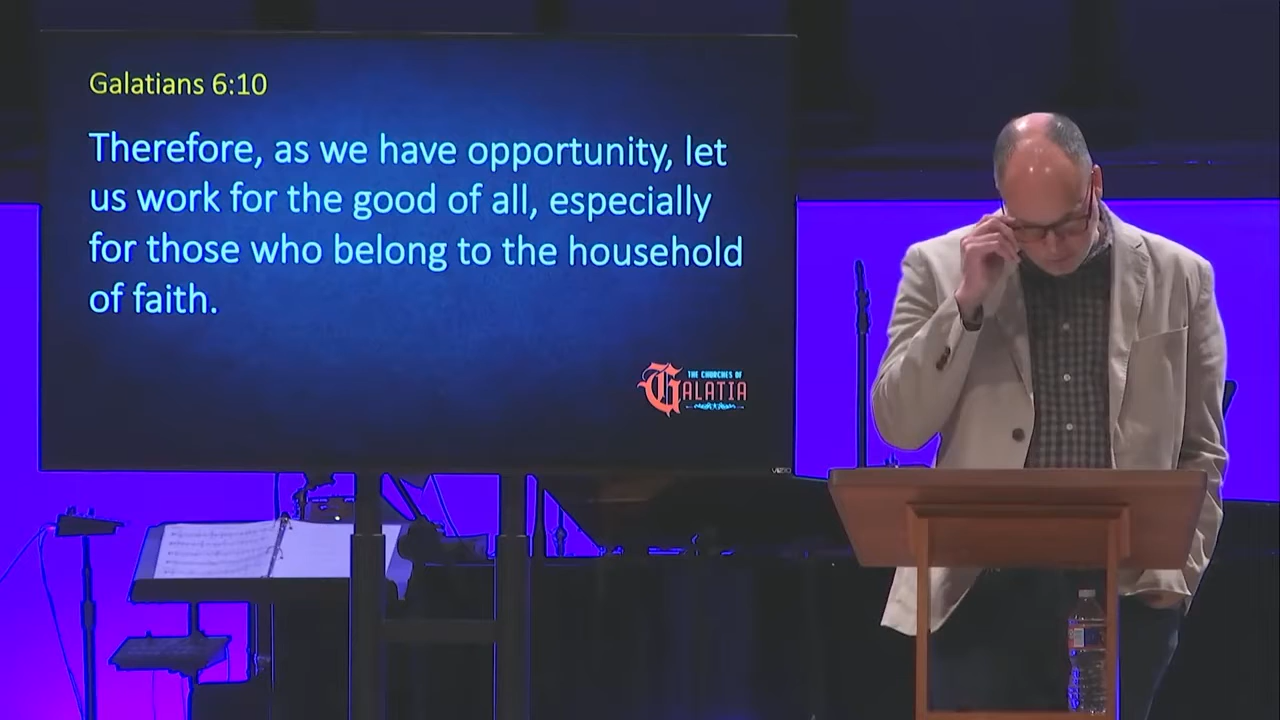 Galatians 6:10
Therefore, as we have opportunity, let
us work for the good of all, especially
for those who belong to the household
of faith.
THE CHURCHES OF
GALATIA
VIZIO